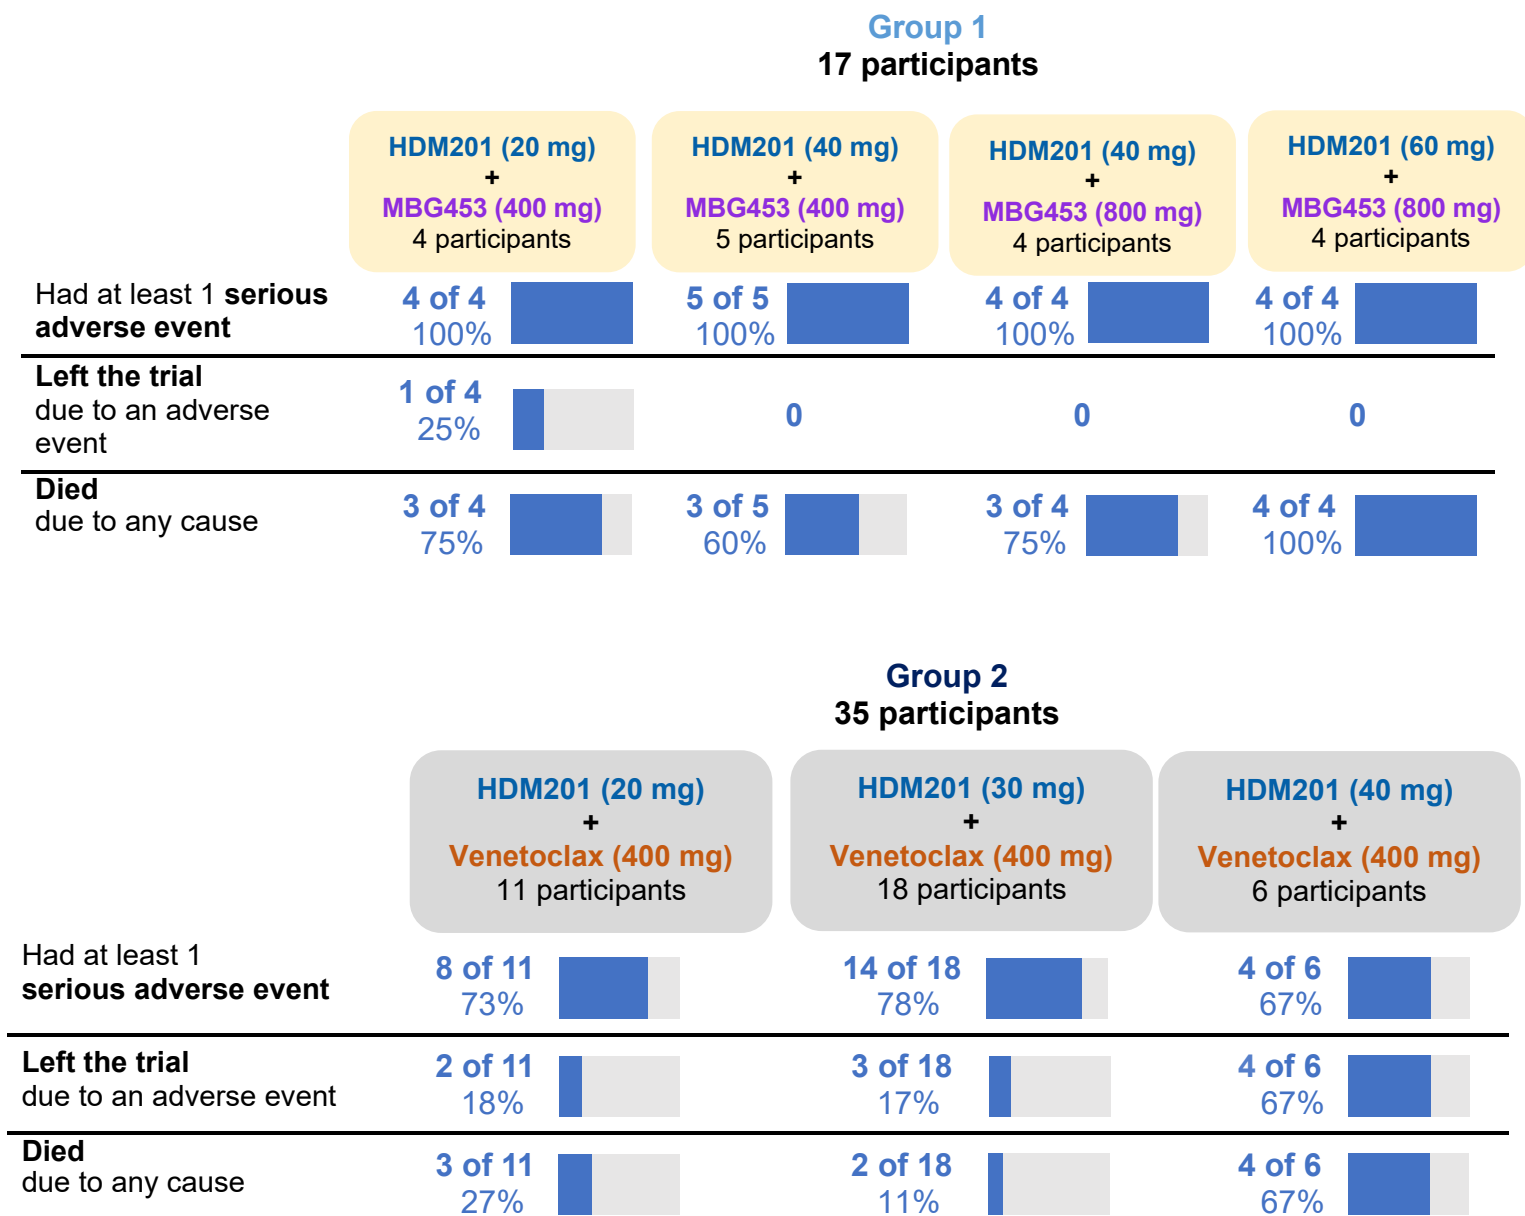 Group 1
17 participants
HDM201 (20 mg)
+
MBG453 (400 mg)
4 participants
HDM201 (40 mg)
+
MBG453 (400 mg)
5 participants
HDM201 (40 mg)
+
MBG453 (800 mg)
4 participants
HDM201 (60 mg)
+
MBG453 (800 mg)
4 participants
Had at least 1 serious
adverse event
4 of 4
100%
5 of 5
100%
4 of 4
100%
4 of 4
100%
Left the trial
due to an adverse
event
1 of 4
25%
0
0
0
Died
due to any cause
3 of 4
75%
3 of 5
60%
3 of 4
75%
4 of 4
100%
Group 2
35 participants
HDM201 (20 mg)
+
Venetoclax (400 mg)
11 participants
HDM201 (30 mg)
+
Venetoclax (400 mg)
18 participants
HDM201 (40 mg)
+
Venetoclax (400 mg)
6 participants
Had at least 1
serious adverse event
8 of 11
73%
14 of 18
78%
4 of 6
67%
Left the trial
due to an adverse event
2 of 11
18%
3 of 18
17%
4 of 6
67%
Died
due to any cause
3 of 11
27%
2 of 18
11%
4 of 6
67%